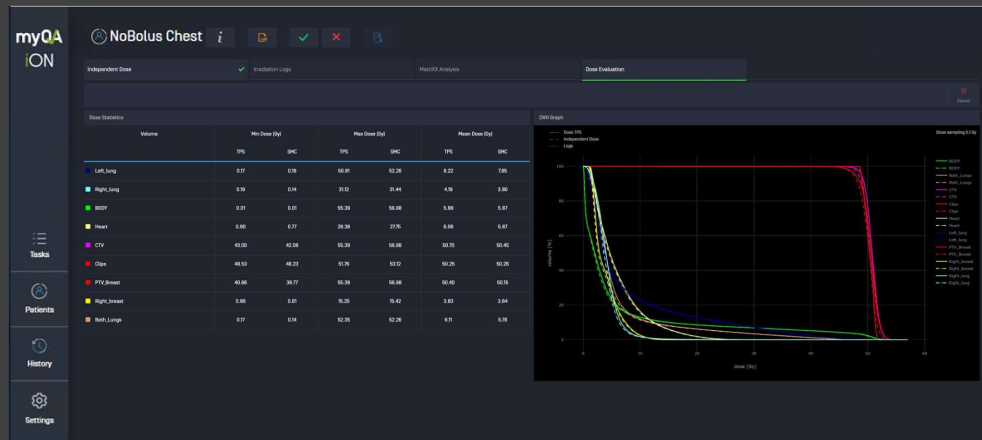 myQA
iON
NoBolus Chest
i
Independent Dose
Irradiation Logs
MatriXX Analysis
Dose Evaluation
Cancel
Dose Statistics
Volume Min Dose (Gy) Max Dose (Gy) Mean Dose (Gy)
TPS SMC TPS SMC TPS SMC
Left_lung 0.17 0.16 50.61 52.26 8.22 7.85
Right_lung 0.19 0.14 31.12 31.44 4.19 3.90
BODY 0.01 0.01 55.39 56.88 5.99 5.87
Heart 0.90 0.77 28.38 27.75 6.08 5.87
CTV 43.00 42.08 55.39 56.88 50.70 50.45
Clips 48.53 46.23 51.76 53.12 50.25 50.26
PTV_Breast 40.66 39.77 55.39 56.88 50.40 50.15
Right_breast 0.86 0.61 15.25 15.42 3.83 3.64
Both_Lungs 0.17 0.14 52.35 52.26 6.11 5.78
Tasks
Patients
History
Settings
DVH Graph
Dose TPS
Independent Dose
Logs
Dose sampling 0.1 Gy
volume (%)
100
80
60
40
20
0
0 10 20 30 40 50 60
dose (Gy)
BODY
BODY
Both_Lungs
Both_Lungs
CTV
CTV
Clips
Clips
Heart
Heart
Left_lung
Left_lung
PTV_Breast
PTV_Breast
Right_breast
Right_breast
Right_lung
Right_lung